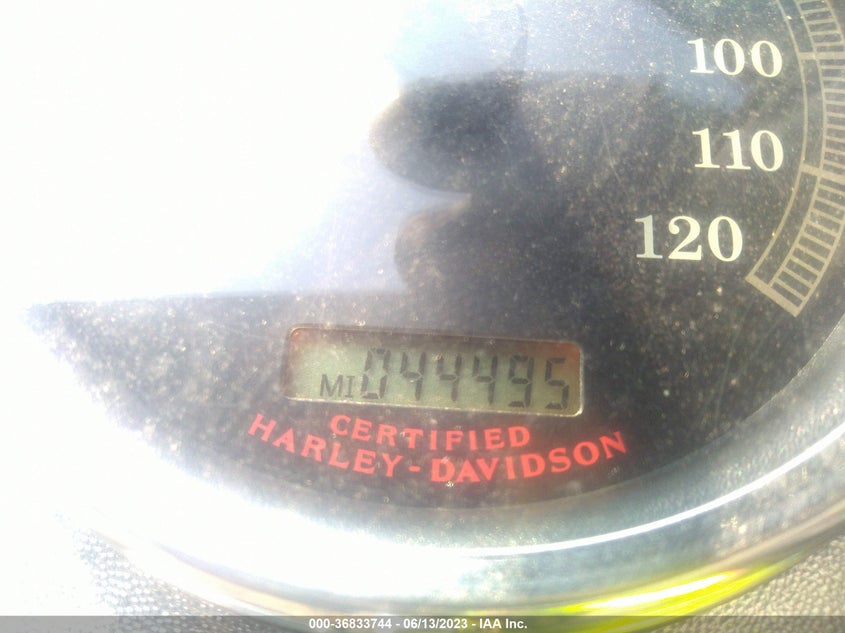 100
110
120
MI 044495
CERTIFIED
HARLEY-DAVIDSON
000-36833744 - 06/13/2023 - IAA Inc.